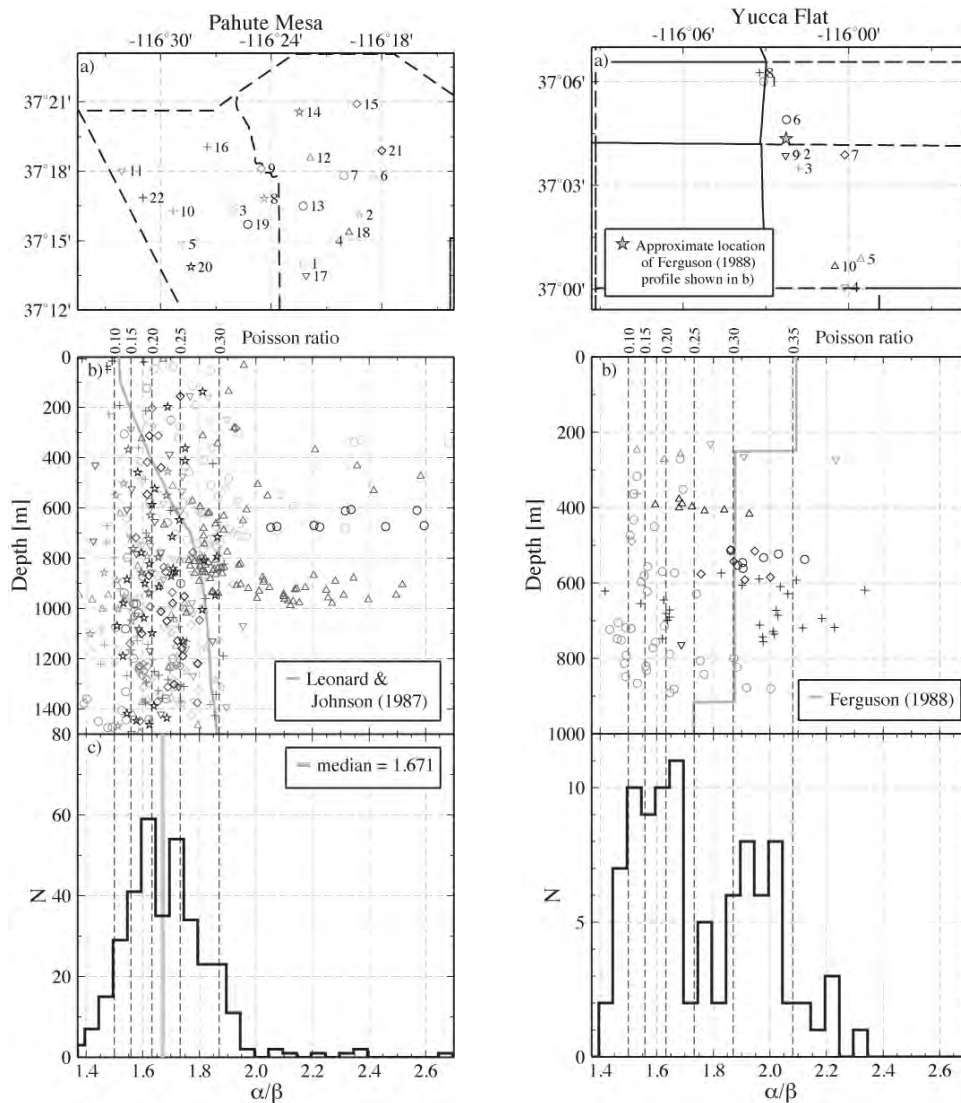 Pahute Mesa
-116°30' -116°24' -116°18'
a)
37°21'
37°18'
37°15'
37°12'
15
14
16
21
12
11
9
7
6
22
8
10
3
13
2
19
18
5
4
20
1
17
Poisson ratio
0.10 0.15 0.20 0.25 0.30
b)
Depth [m]
0
200
400
600
800
1000
1200
1400
Leonard &
Johnson (1987)
80
c)
median = 1.671
N
60
40
20
0
1.4 1.6 1.8 2.0 2.2 2.4 2.6
α/β
Yucca Flat
-116°06' -116°00'
a)
37°06'
37°03'
37°00'
8
1
6
9 2
7
3
5
10
4
Approximate location
of Ferguson (1988)
profile shown in b)
Poisson ratio
0.10 0.15 0.20 0.25 0.30 0.35
b)
Depth [m]
0
200
400
600
800
1000
Ferguson (1988)
N
10
5
0
1.4 1.6 1.8 2.0 2.2 2.4 2.6
α/β